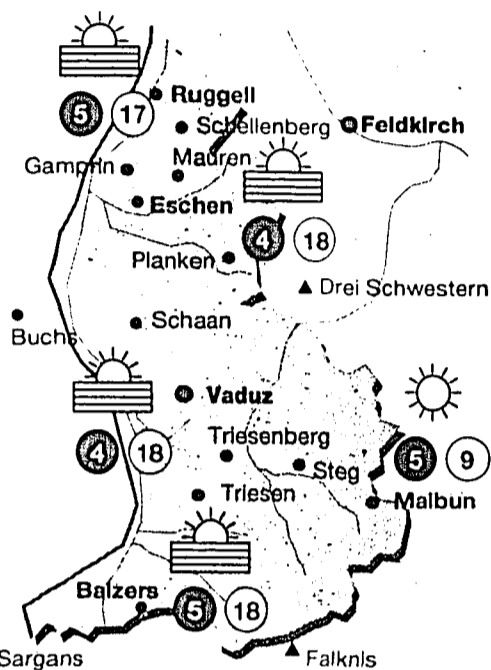 Ruggell
5 17
Schellenberg
Feldkirch
Gamprin
Mauren
Eschen
4 18
Planken
Drei Schwestern
Buchs
Schaan
Vaduz
4 18
Triesenberg
5 9
Steg
Triesen
Malbun
Balzers
5 18
Sargans
Falknis